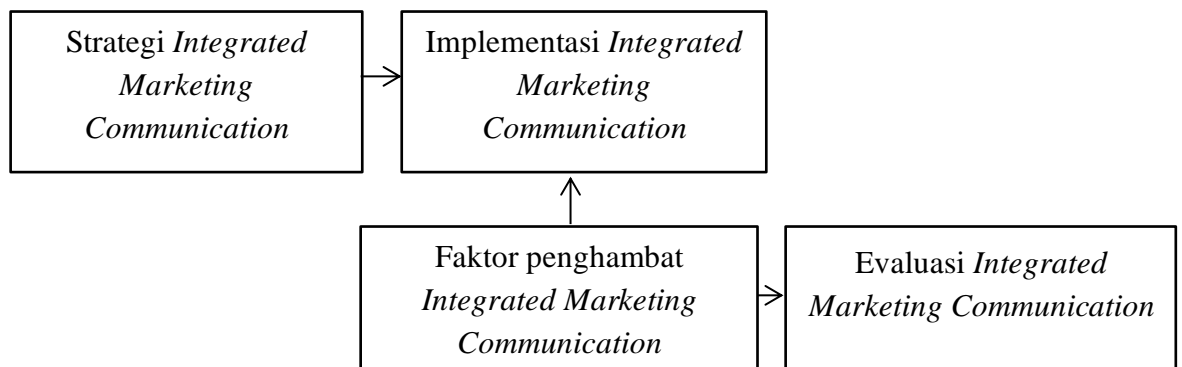 Strategi Integrated
Marketing
Communication
Implementasi Integrated
Marketing
Communication
Faktor penghambat
Integrated Marketing
Communication
Evaluasi Integrated
Marketing Communication